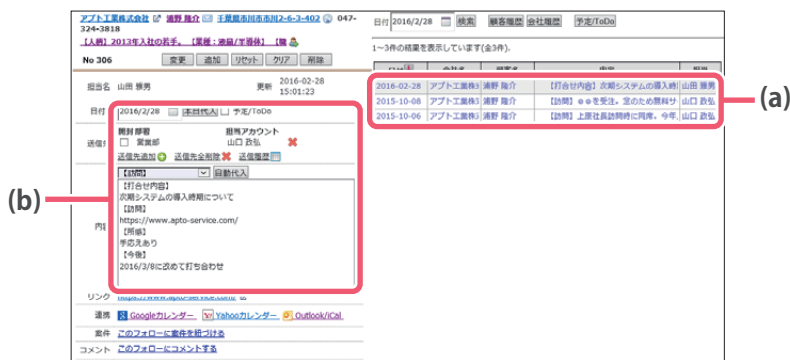 アプト工業株式会社 浦野 隆介 千葉県市川市市川2-6-3-402 047-
324-3818
【人柄】2013年入社の若手。【業種：液晶/半導体】【職
No 306 変更 追加 リセット クリア 削除
担当名 山田 雅男 更新 2016-02-28
15:01:23
日付 2016/2/28 本日代入 予定/ToDo
開封 部署 担当アカウント
送信先 営業部 山口 政弘
送信先追加 送信先全削除 送信履歴
【訪問】 自動代入
【打合せ内容】
次期システムの導入時期について
【訪問】
https://www.apto-service.com/
【所感】
手応えあり
【今後】
2016/3/8に改めて打ち合わせ
内容
リンク https://www.apto-service.com/
連携 Googleカレンダー Yahooカレンダー Outlook/iCal
案件 このフォローに案件を紐づける
コメント このフォローにコメントする
(b)
日付 2016/2/28 検索 顧客履歴 会社履歴 予定/ToDo
1～3件の結果を表示しています(全3件).
2016-02-28 アプト工業株 浦野 隆介 【打合せ内容】次期システムの導入時 山田 雅男
2015-10-08 アプト工業株 浦野 隆介 【訪問】●●を受注。念のため無料サ 山口 政弘
2015-10-06 アプト工業株 浦野 隆介 【訪問】上原社長訪問時に同席。今年 山口 政弘
(a)